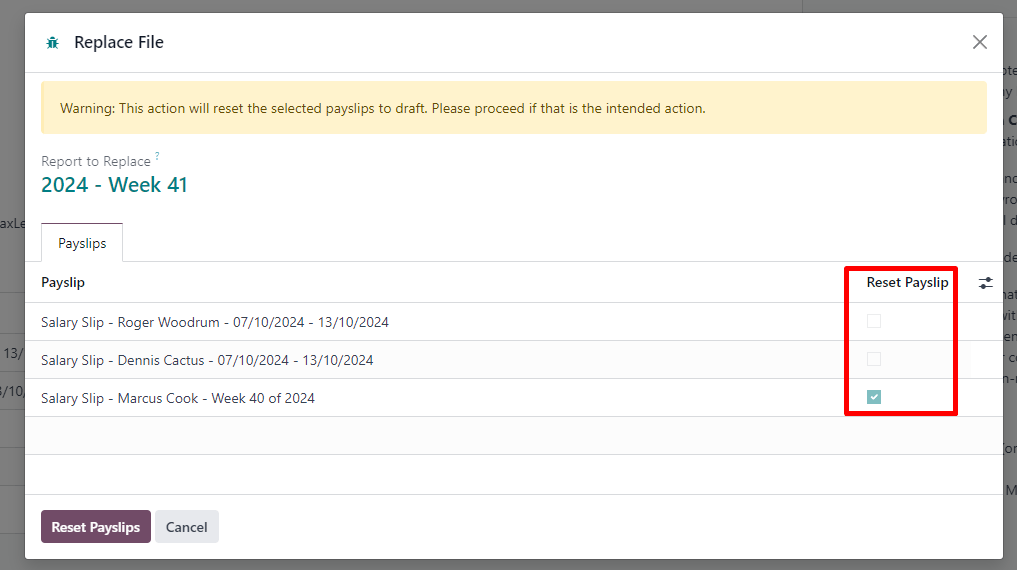 Replace File
Warning: This action will reset the selected payslips to draft. Please proceed if that is the intended action.
Report to Replace ?
2024 - Week 41
Payslips
Payslip Reset Payslip
Salary Slip - Roger Woodrum - 07/10/2024 - 13/10/2024
Salary Slip - Dennis Cactus - 07/10/2024 - 13/10/2024
Salary Slip - Marcus Cook - Week 40 of 2024
Reset Payslips Cancel